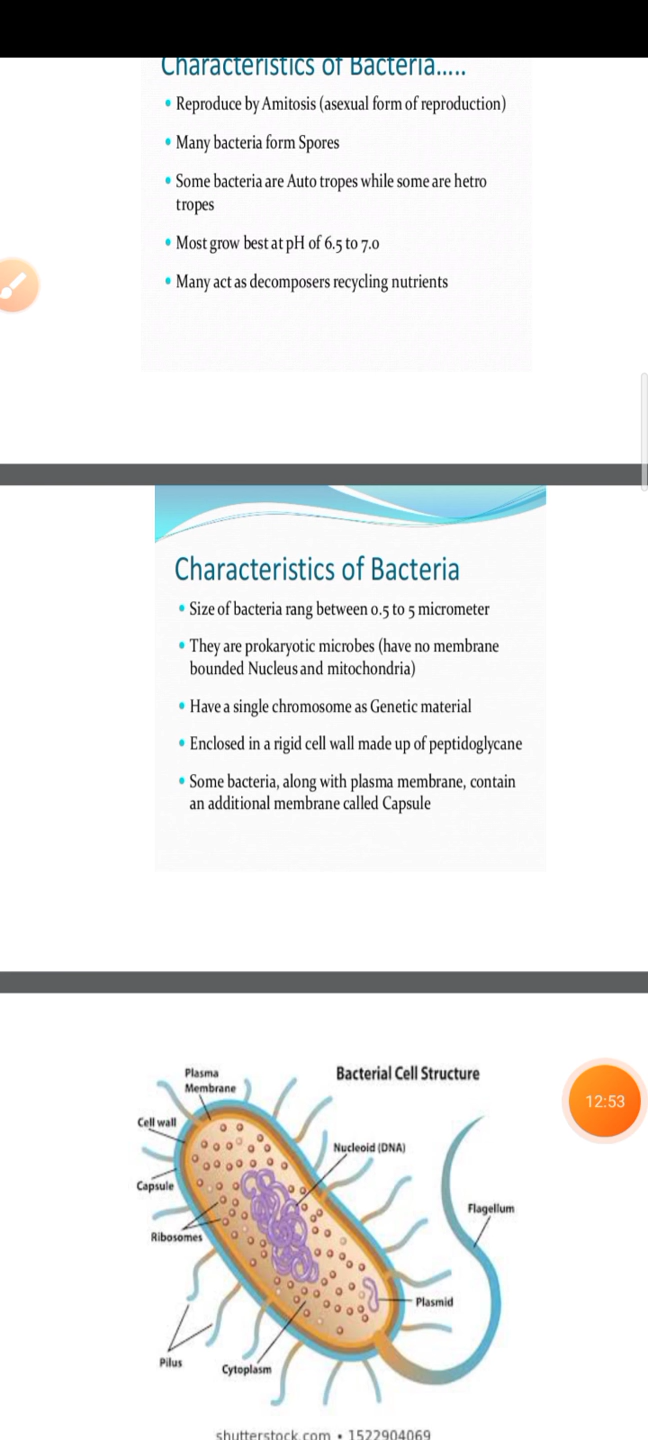 Characteristics of Bacteria.....
• Reproduce by Amitosis (asexual form of reproduction)
• Many bacteria form Spores
• Some bacteria are Auto tropes while some are hetro
tropes
• Most grow best at pH of 6.5 to 7.0
• Many act as decomposers recycling nutrients
Characteristics of Bacteria
• Size of bacteria rang between 0.5 to 5 micrometer
• They are prokaryotic microbes (have no membrane
bounded Nucleus and mitochondria)
• Have a single chromosome as Genetic material
• Enclosed in a rigid cell wall made up of peptidoglycane
• Some bacteria, along with plasma membrane, contain
an additional membrane called Capsule
Bacterial Cell Structure
Plasma
Membrane
12:53
Cell wall
Nucleoid (DNA)
Capsule
Flagellum
Ribosomes
Plasmid
Pilus
Cytoplasm
shutterstock.com • 1522904069